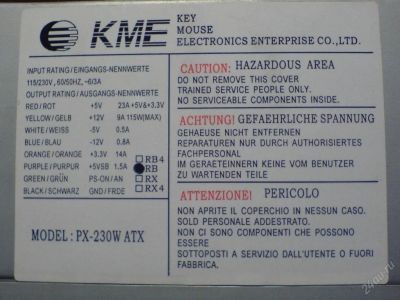 KME
KEY
MOUSE
ELECTRONICS ENTERPRISE CO.,LTD.
INPUT RATING/EINGANGS-NENNWERTE
115/230V, 60/60HZ, ~6/3A
OUTPUT RATING/AUSGANGS-NENNWERTE
RED/ROT +5V 23A +5V&+3.3V
YELLOW/GELB +12V 9A 115W(MAX)
WHITE/WEISS -5V 0.5A
BLUE/BLAU -12V 0.8A
ORANGE/ORANGE +3.3V 14A
PURPLE/PURPUR +5VSB 1.5A
GREEN/GRÜN PS-ON/AN
BLACK/SCHWARZ GND/FRDE
RB4
RB
RX
RX4
MODEL: PX-230W ATX
CAUTION: HAZARDOUS AREA
DO NOT REMOVE THIS COVER
TRAINED SERVICE PEOPLE ONLY.
NO SERVICEABLE COMPONENTS INSIDE.
ACHTUNG! GEFAEHRLICHE SPANNUNG
GEHAEUSE NICHT ENTFERNEN
REPARATUREN NUR DURCH AUTHORISIERTES
FACHPERSONAL
IM GERAETEINNERN KEINE VOM BENUTZER
ZU WARTENDEN TEILE
ATTENZIONE! PERICOLO
NON APRITE IL COPERCHIO IN NESSUN CASO.
SOLO PERSONALE ADDESTRATO.
NON CI SONO COMPONENTI CHE POSSONO
ESSERE
SOTTOPOSTI A SERVIZIO DALL'UTENTE O FUORI
FABBRICA.
24au.ru